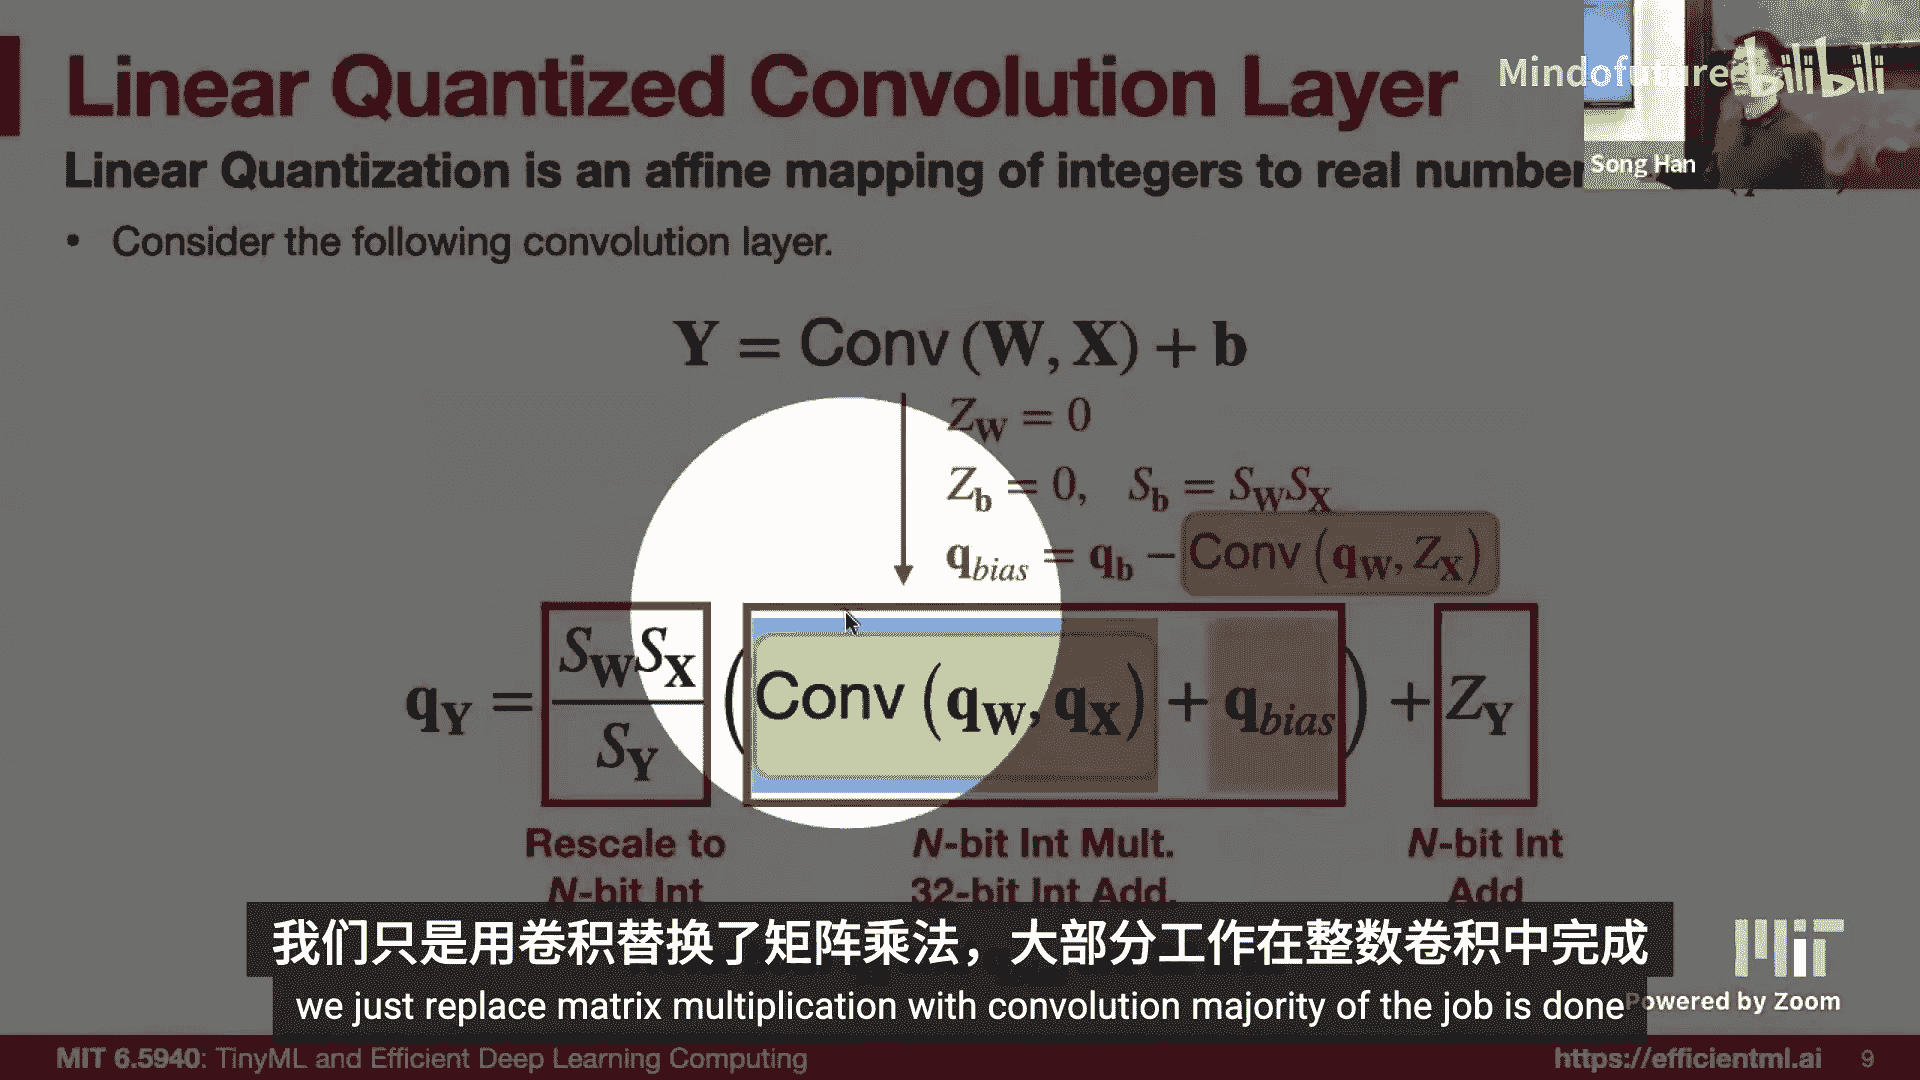 Linear Quantized Convolution Layer
Mindofuture
bilibili
Song Han
Linear Quantization is an affine mapping of integers to real number
• Consider the following convolution layer.
Y = Conv (W, X) + b
Z_W = 0
Z_b = 0, S_b = S_W S_X
q_bias = q_b − Conv (q_W, Z_X)
q_Y = S_W S_X / S_Y (Conv (q_W, q_X) + q_bias) + Z_Y
Rescale to N-bit Int
N-bit Int Mult. 32-bit Int Add.
N-bit Int Add
我们只是用卷积替换了矩阵乘法，大部分工作在整数卷积中完成
we just replace matrix multiplication with convolution majority of the job is done
MIT
Powered by Zoom
MIT 6.5940: TinyML and Efficient Deep Learning Computing
https://efficientml.ai
9